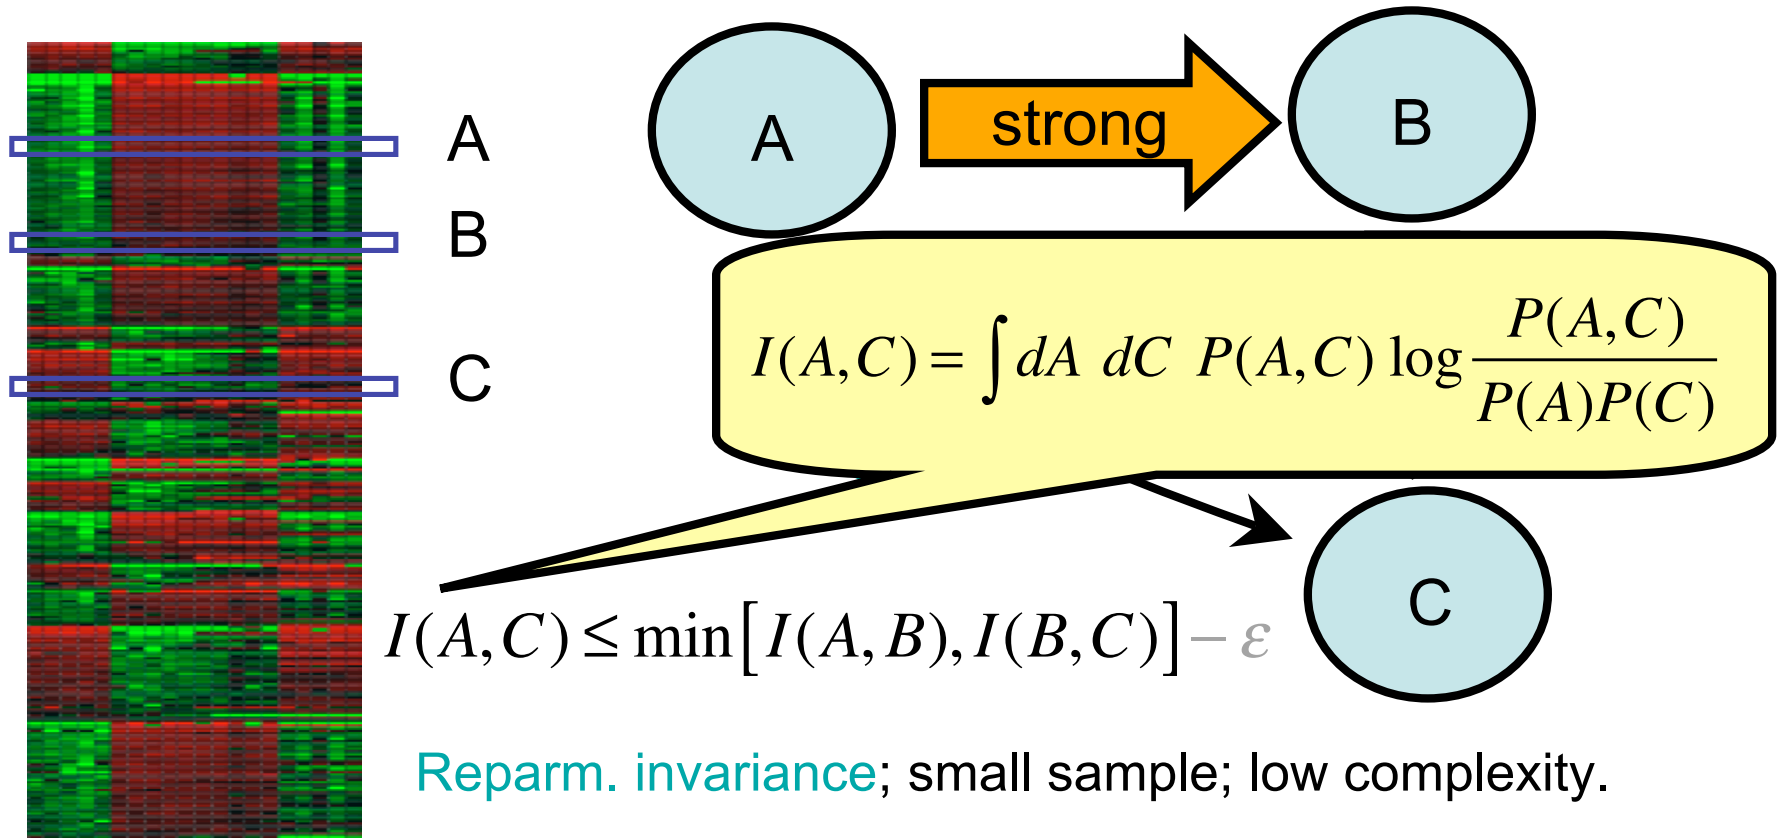 A
B
C
A
strong
B
I(A,C) = ∫ dA dC P(A,C) log P(A,C) / P(A)P(C)
C
I(A,C) ≤ min[I(A,B), I(B,C)] − ε
Reparm. invariance; small sample; low complexity.